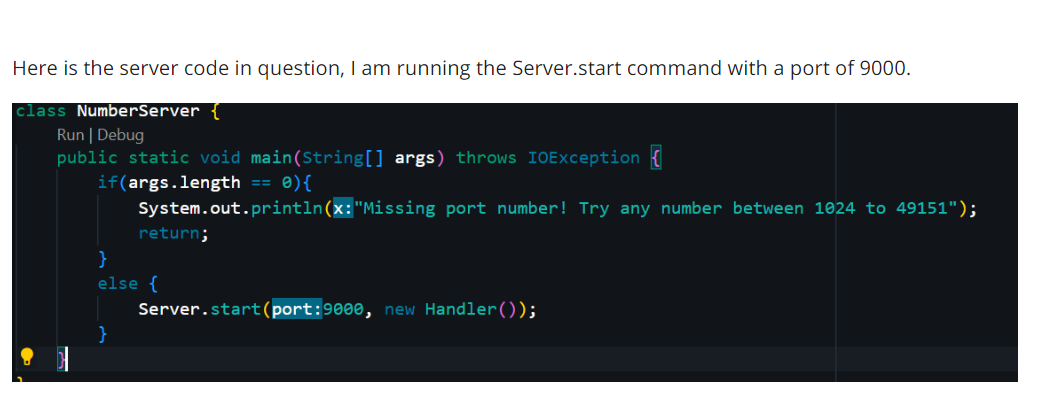 Here is the server code in question, I am running the Server.start command with a port of 9000.
class NumberServer {
Run | Debug
public static void main(String[] args) throws IOException {
if(args.length == 0){
System.out.println(x:"Missing port number! Try any number between 1024 to 49151");
return;
}
else {
Server.start(port:9000, new Handler());
}
}
}